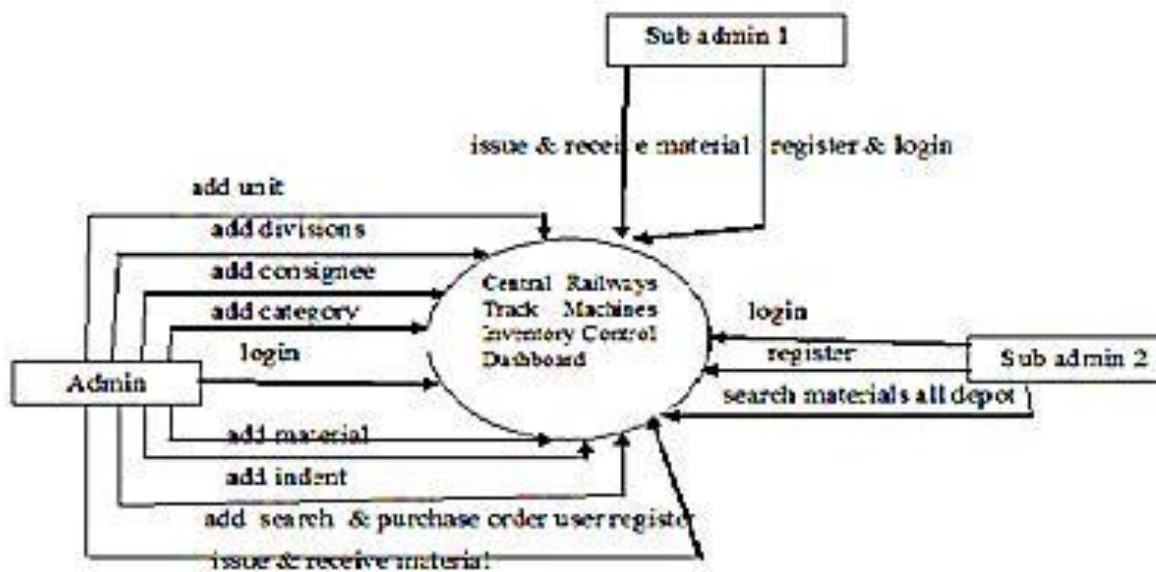 Sub admin 1
issue & receive material register & login
add unit
add divisions
add consignee
add category
login
Admin
Central Railways
Track Machines
Inventory Control
Dashboard
login
register
Sub admin 2
search materials all depot
add material
add indent
add search & purchase order user register
issue & receive material